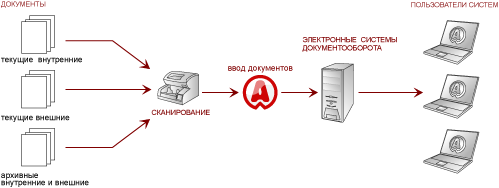 ДОКУМЕНТЫ
ПОЛЬЗОВАТЕЛИ СИСТЕМ
ЭЛЕКТРОННЫЕ СИСТЕМЫ
ДОКУМЕНТООБОРОТА
текущие внутренние
ввод документов
СКАНИРОВАНИЕ
текущие внешние
архивные
внутренние и внешние